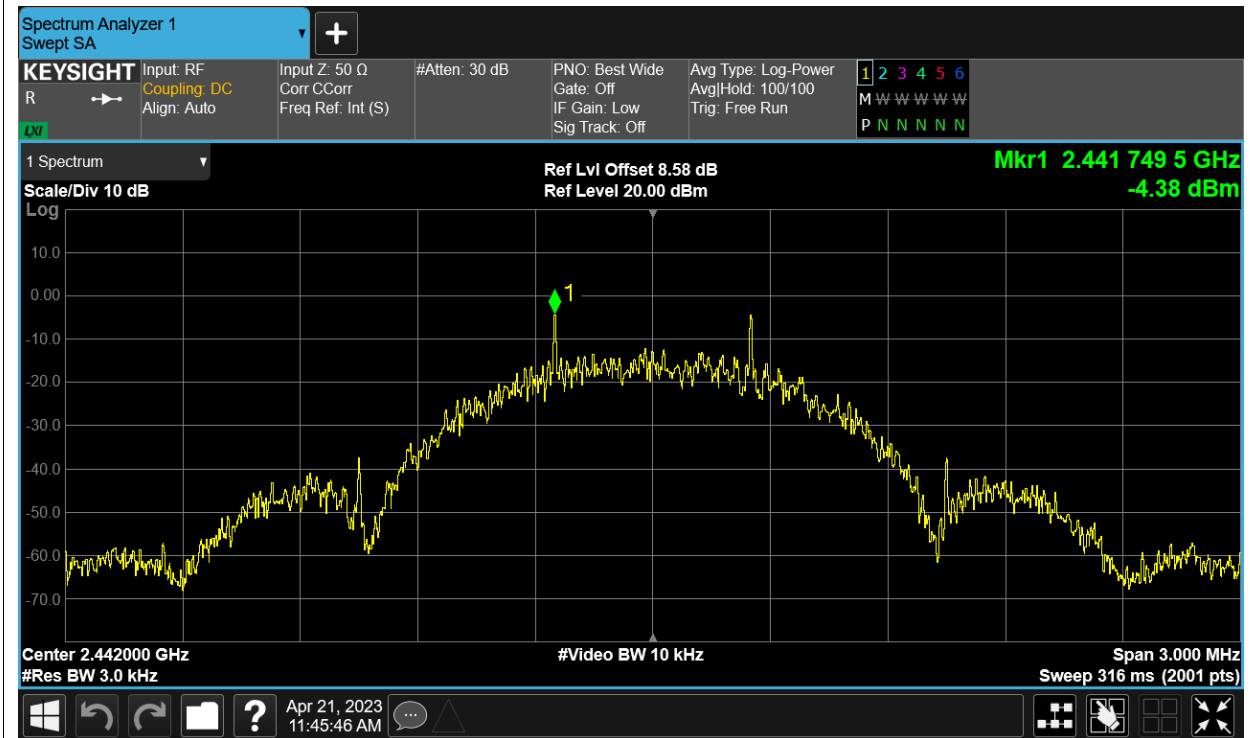 Spectrum Analyzer 1
Swept SA
+
KEYSIGHT
R
LXI
Input: RF
Coupling: DC
Align: Auto
Input Z: 50 Ω
Corr CCorr
Freq Ref: Int (S)
#Atten: 30 dB
PNO: Best Wide
Gate: Off
IF Gain: Low
Sig Track: Off
Avg Type: Log-Power
Avg|Hold: 100/100
Trig: Free Run
1 2 3 4 5 6
M W W W W W
P N N N N N
1 Spectrum
Scale/Div 10 dB
Ref Lvl Offset 8.58 dB
Ref Level 20.00 dBm
Mkr1 2.441 749 5 GHz
-4.38 dBm
Log
10.0
0.00
-10.0
-20.0
-30.0
-40.0
-50.0
-60.0
-70.0
1
Center 2.442000 GHz
#Video BW 10 kHz
Span 3.000 MHz
#Res BW 3.0 kHz
Sweep 316 ms (2001 pts)
?
Apr 21, 2023
11:45:46 AM